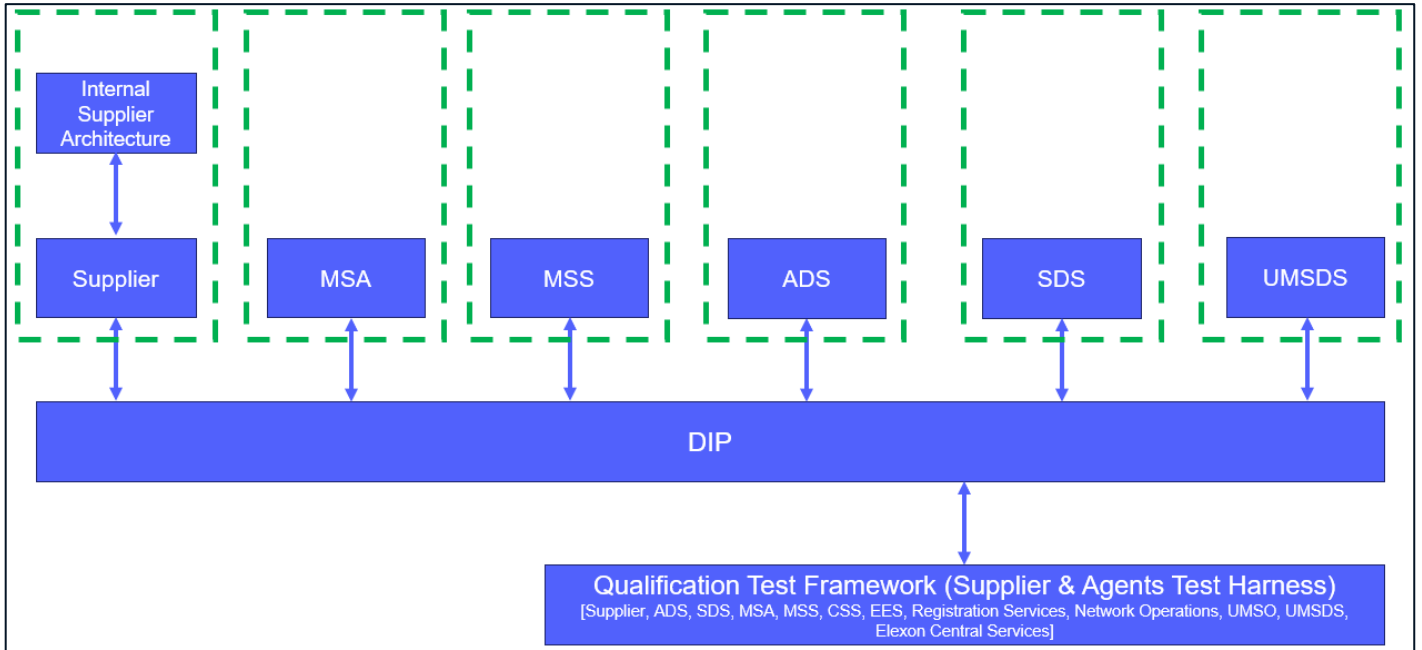 Internal
Supplier
Architecture
Supplier
MSA
MSS
ADS
SDS
UMSDS
DIP
Qualification Test Framework (Supplier & Agents Test Harness)
[Supplier, ADS, SDS, MSA, MSS, CSS, EES, Registration Services, Network Operations, UMSO, UMSDS,
Elexon Central Services]